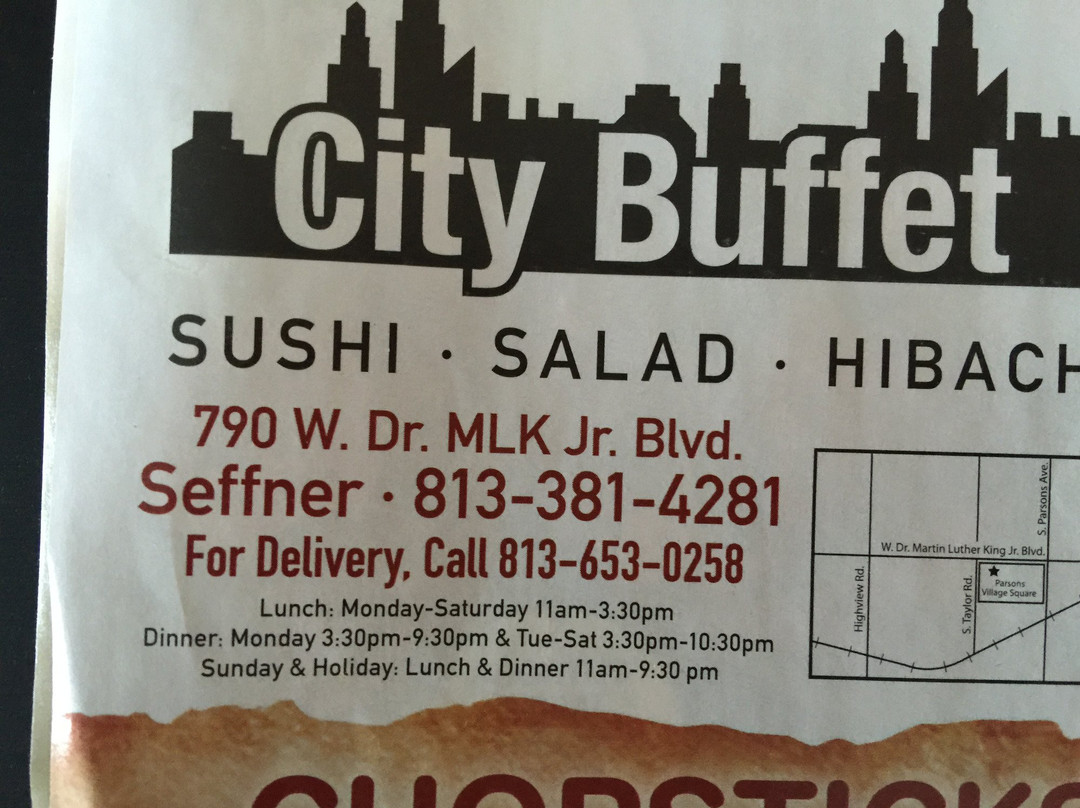 City Buffet
SUSHI · SALAD · HIBACH
790 W. Dr. MLK Jr. Blvd.
Seffner · 813-381-4281
For Delivery, Call 813-653-0258
Lunch: Monday-Saturday 11am-3:30pm
Dinner: Monday 3:30pm-9:30pm & Tue-Sat 3:30pm-10:30pm
Sunday & Holiday: Lunch & Dinner 11am-9:30 pm
S. Parsons Ave.
W. Dr. Martin Luther King Jr. Blvd.
Highview Rd.
S. Taylor Rd.
Parsons
Village Square
CHOPSTICKS